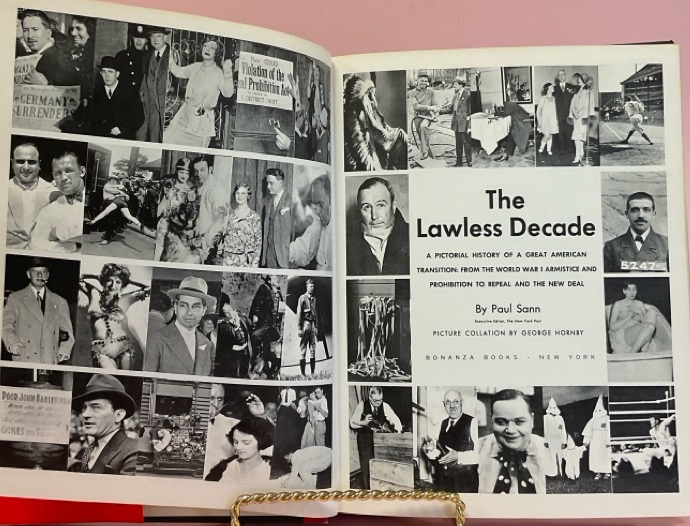 GERMANY
SURRENDERS
Violation of the
Prohibition Act
DISTRICT COURT
The
Lawless Decade
A PICTORIAL HISTORY OF A GREAT AMERICAN
TRANSITION: FROM THE WORLD WAR I ARMISTICE AND
PROHIBITION TO REPEAL AND THE NEW DEAL
By Paul Sann
Executive Editor, The New York Post
PICTURE COLLATION BY GEORGE HORNBY
BONANZA BOOKS · NEW YORK
POOR JOHN